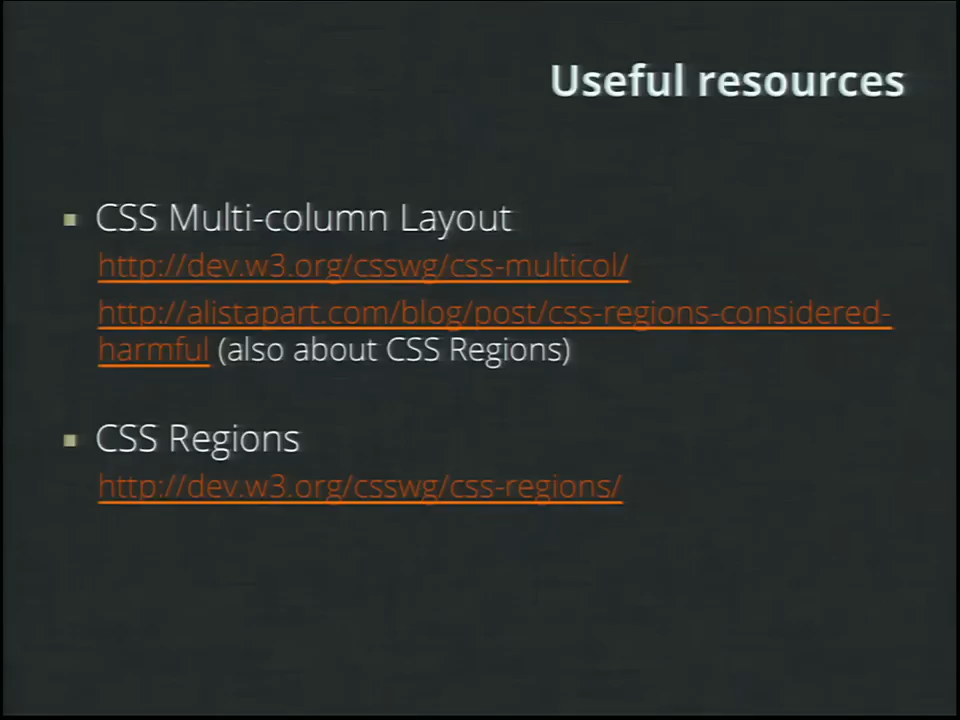 Useful resources
CSS Multi-column Layout
http://dev.w3.org/csswg/css-multicol/
http://alistapart.com/blog/post/css-regions-considered-
harmful (also about CSS Regions)
CSS Regions
http://dev.w3.org/csswg/css-regions/